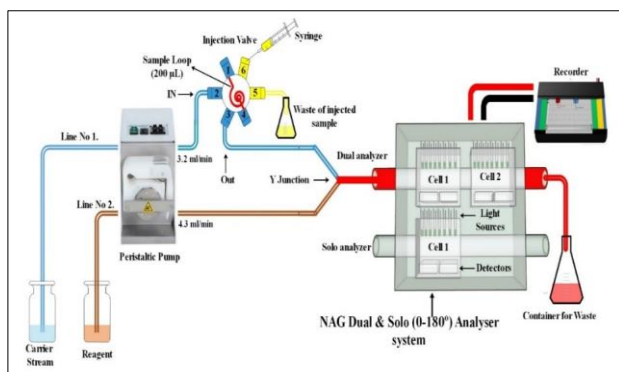 Syringe
Injection Valve
Sample Loop
(200 µL)
1
6
IN
2
5
3
4
Waste of injected
sample
Recorder
Line No 1.
3.2 ml/min
Out
Y Junction
Dual analyzer
Cell 1
Cell 2
Line No 2.
4.3 ml/min
Peristaltic Pump
Light
Sources
Solo analyzer
Cell 1
Detectors
NAG Dual & Solo (0-180º) Analyser
system
Container for Waste
Carrier
Stream
Reagent